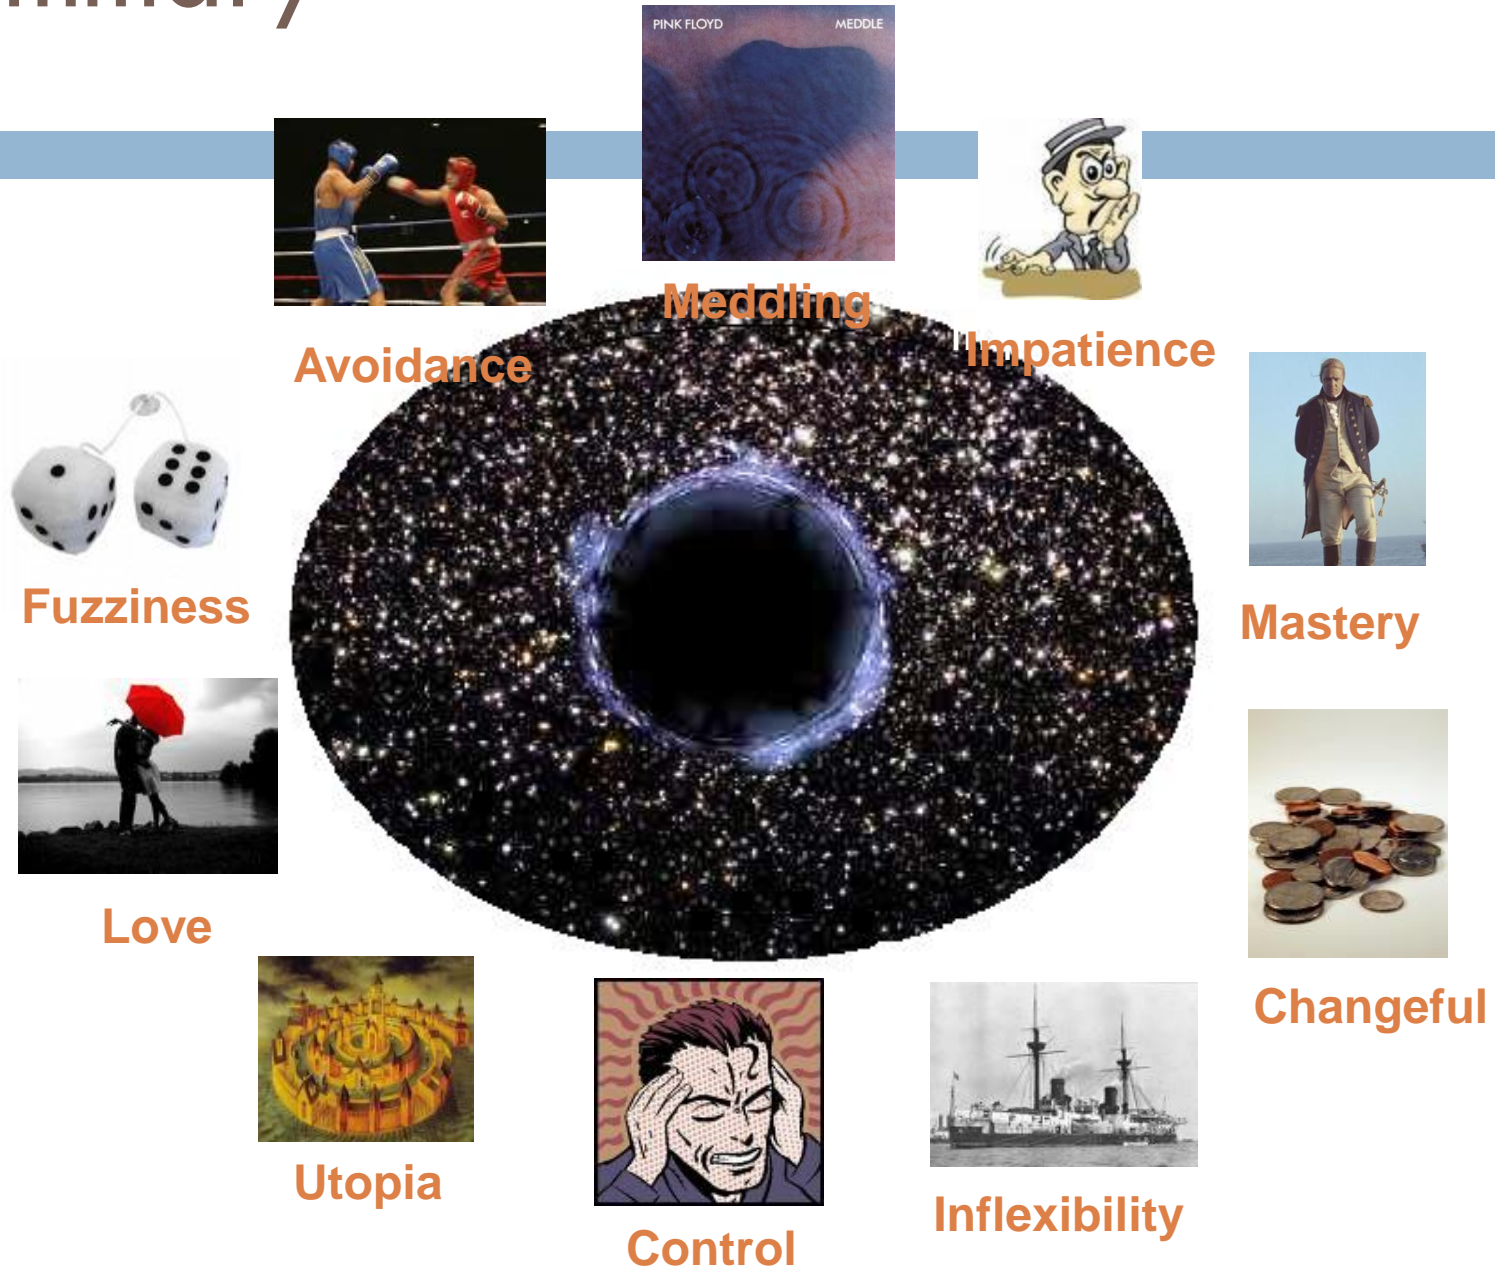 PINK FLOYD MEDDLE
Meddling
Avoidance
Impatience
Fuzziness
Mastery
Love
Changeful
Utopia
Control
Inflexibility